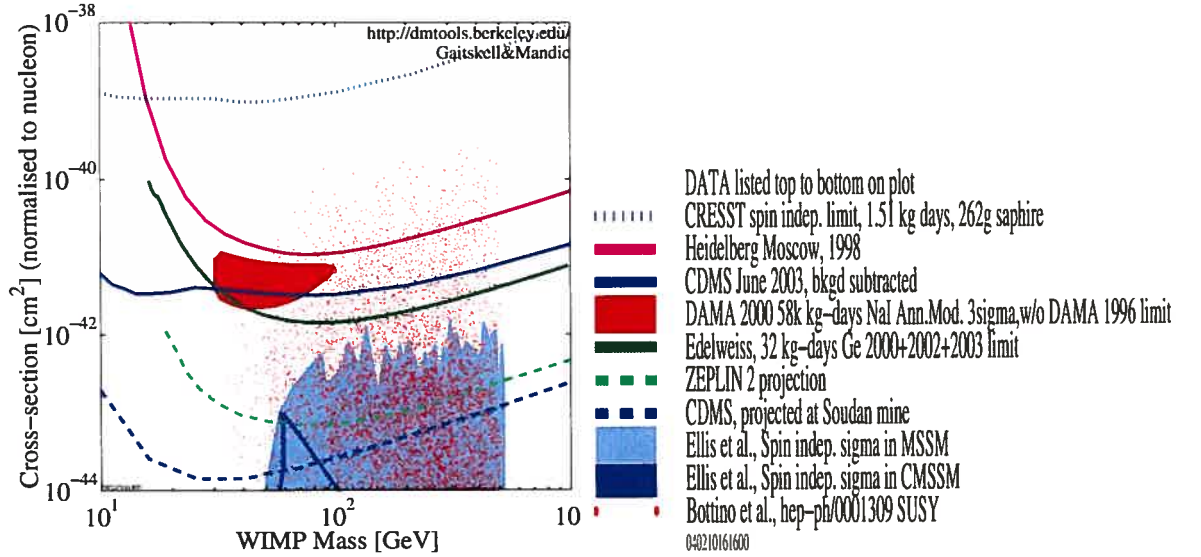 10^-38
http://dmtools.berkeley.edu/
Gaitskell&Mandic
10^-40
10^-42
10^-44
Cross-section [cm^2] (normalised to nucleon)
10^1
10^2
10
WIMP Mass [GeV]
DATA listed top to bottom on plot
CRESST spin indep. limit, 1.51 kg days, 262g saphire
Heidelberg Moscow, 1998
CDMS June 2003, bkgd subtracted
DAMA 2000 58k kg-days NaI Ann.Mod. 3sigma,w/o DAMA 1996 limit
Edelweiss, 32 kg-days Ge 2000+2002+2003 limit
ZEPLIN 2 projection
CDMS, projected at Soudan mine
Ellis et al., Spin indep. sigma in MSSM
Ellis et al., Spin indep. sigma in CMSSM
Bottino et al., hep-ph/0001309 SUSY
040210161600